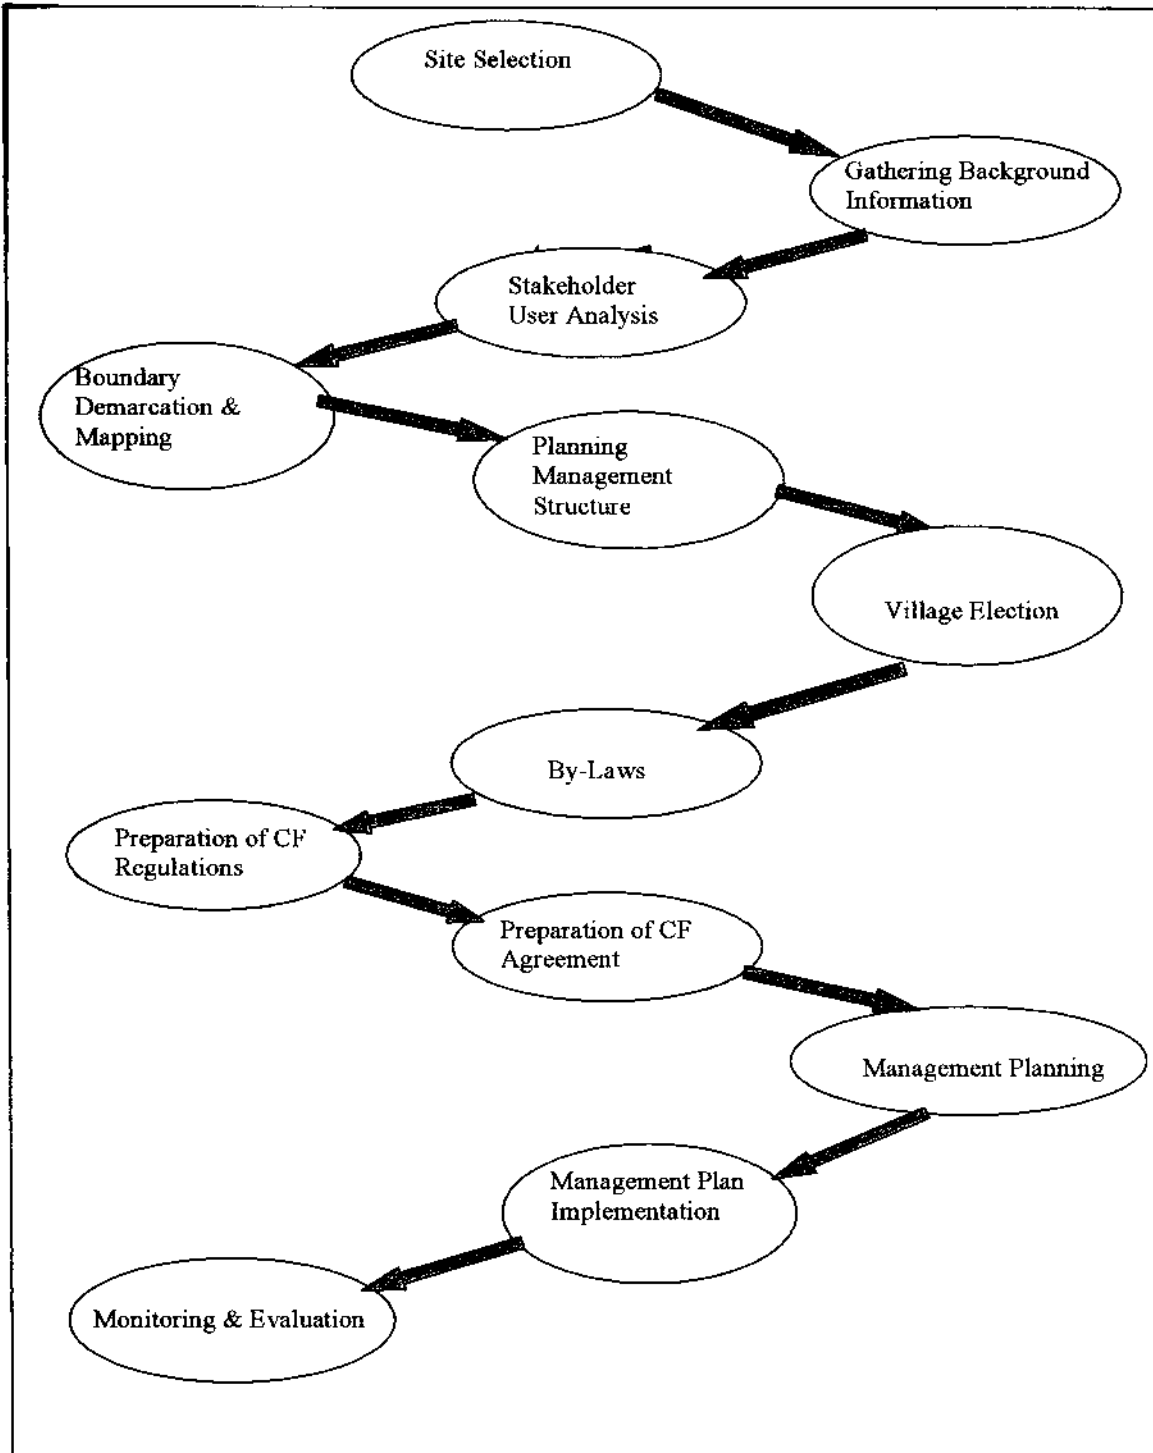 Site Selection
Gathering Background
Information
Stakeholder
User Analysis
Boundary
Demarcation &
Mapping
Planning
Management
Structure
Village Election
By-Laws
Preparation of CF
Regulations
Preparation of CF
Agreement
Management Planning
Management Plan
Implementation
Monitoring & Evaluation